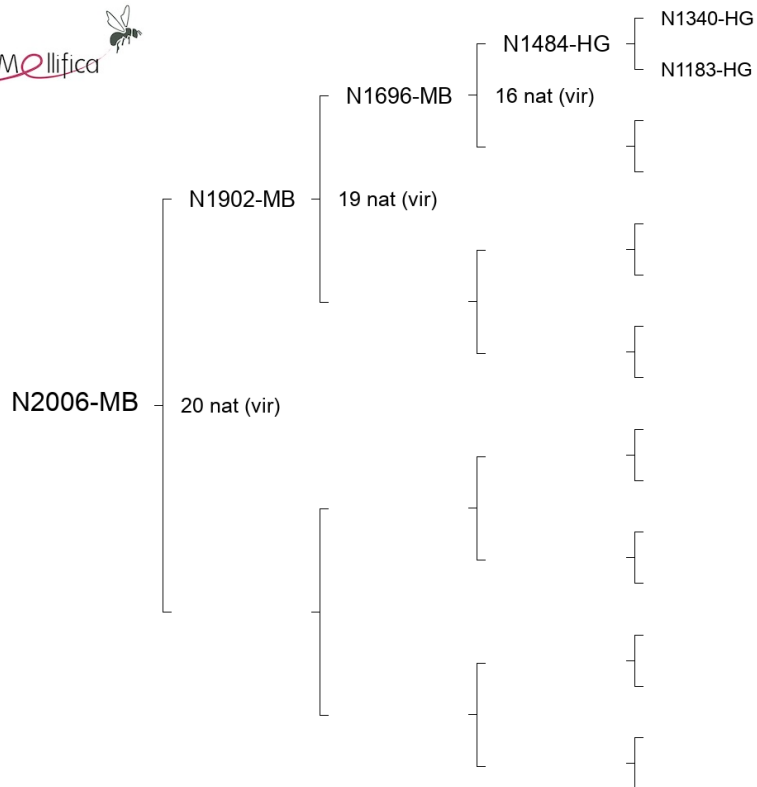 Mellifica
N1340-HG
N1484-HG
N1183-HG
N1696-MB
16 nat (vir)
N1902-MB
19 nat (vir)
N2006-MB
20 nat (vir)